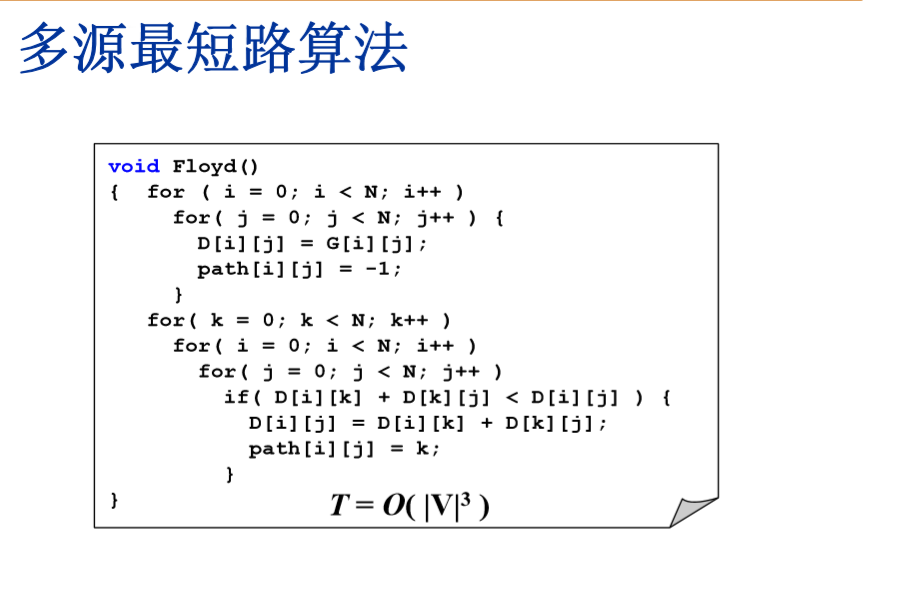 多源最短路算法
void Floyd()
{ for ( i = 0; i < N; i++ )
for( j = 0; j < N; j++ ) {
D[i][j] = G[i][j];
path[i][j] = -1;
}
for( k = 0; k < N; k++ )
for( i = 0; i < N; i++ )
for( j = 0; j < N; j++ )
if( D[i][k] + D[k][j] < D[i][j] ) {
D[i][j] = D[i][k] + D[k][j];
path[i][j] = k;
}
} T = O( |V|³ )